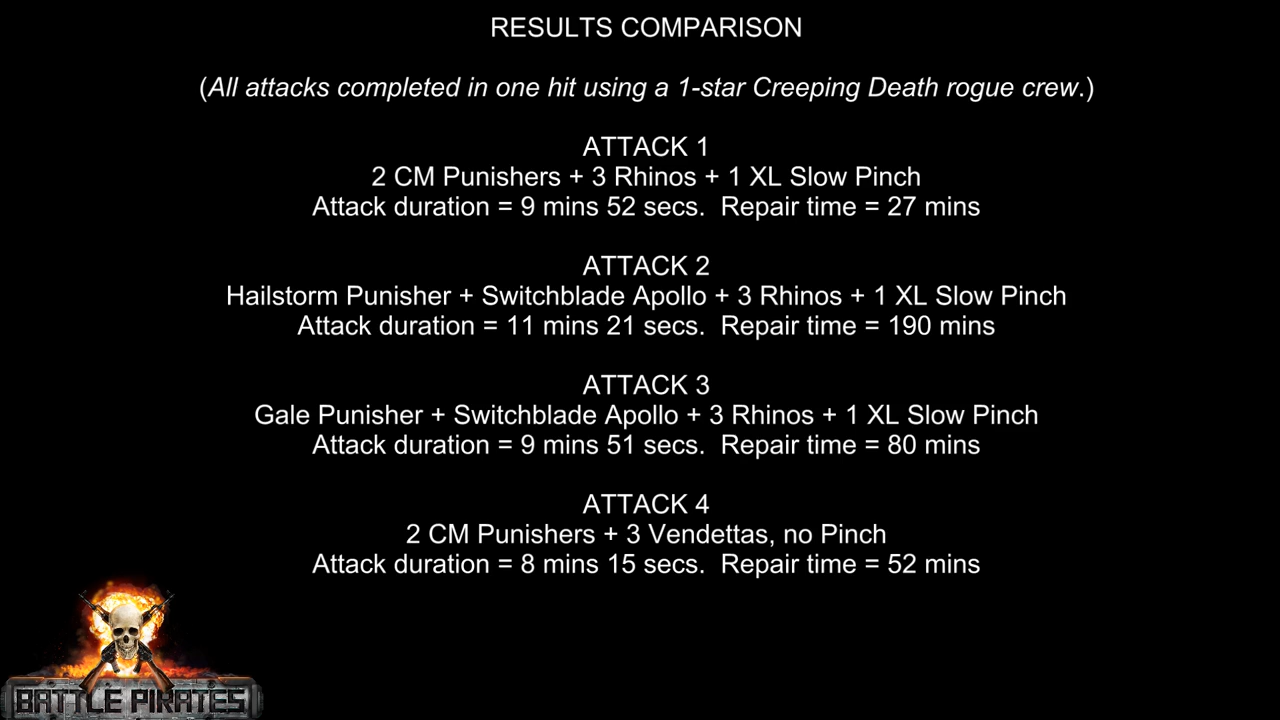 RESULTS COMPARISON
(All attacks completed in one hit using a 1-star Creeping Death rogue crew.)
ATTACK 1
2 CM Punishers + 3 Rhinos + 1 XL Slow Pinch
Attack duration = 9 mins 52 secs.  Repair time = 27 mins
ATTACK 2
Hailstorm Punisher + Switchblade Apollo + 3 Rhinos + 1 XL Slow Pinch
Attack duration = 11 mins 21 secs.  Repair time = 190 mins
ATTACK 3
Gale Punisher + Switchblade Apollo + 3 Rhinos + 1 XL Slow Pinch
Attack duration = 9 mins 51 secs.  Repair time = 80 mins
ATTACK 4
2 CM Punishers + 3 Vendettas, no Pinch
Attack duration = 8 mins 15 secs.  Repair time = 52 mins
BATTLE PIRATES